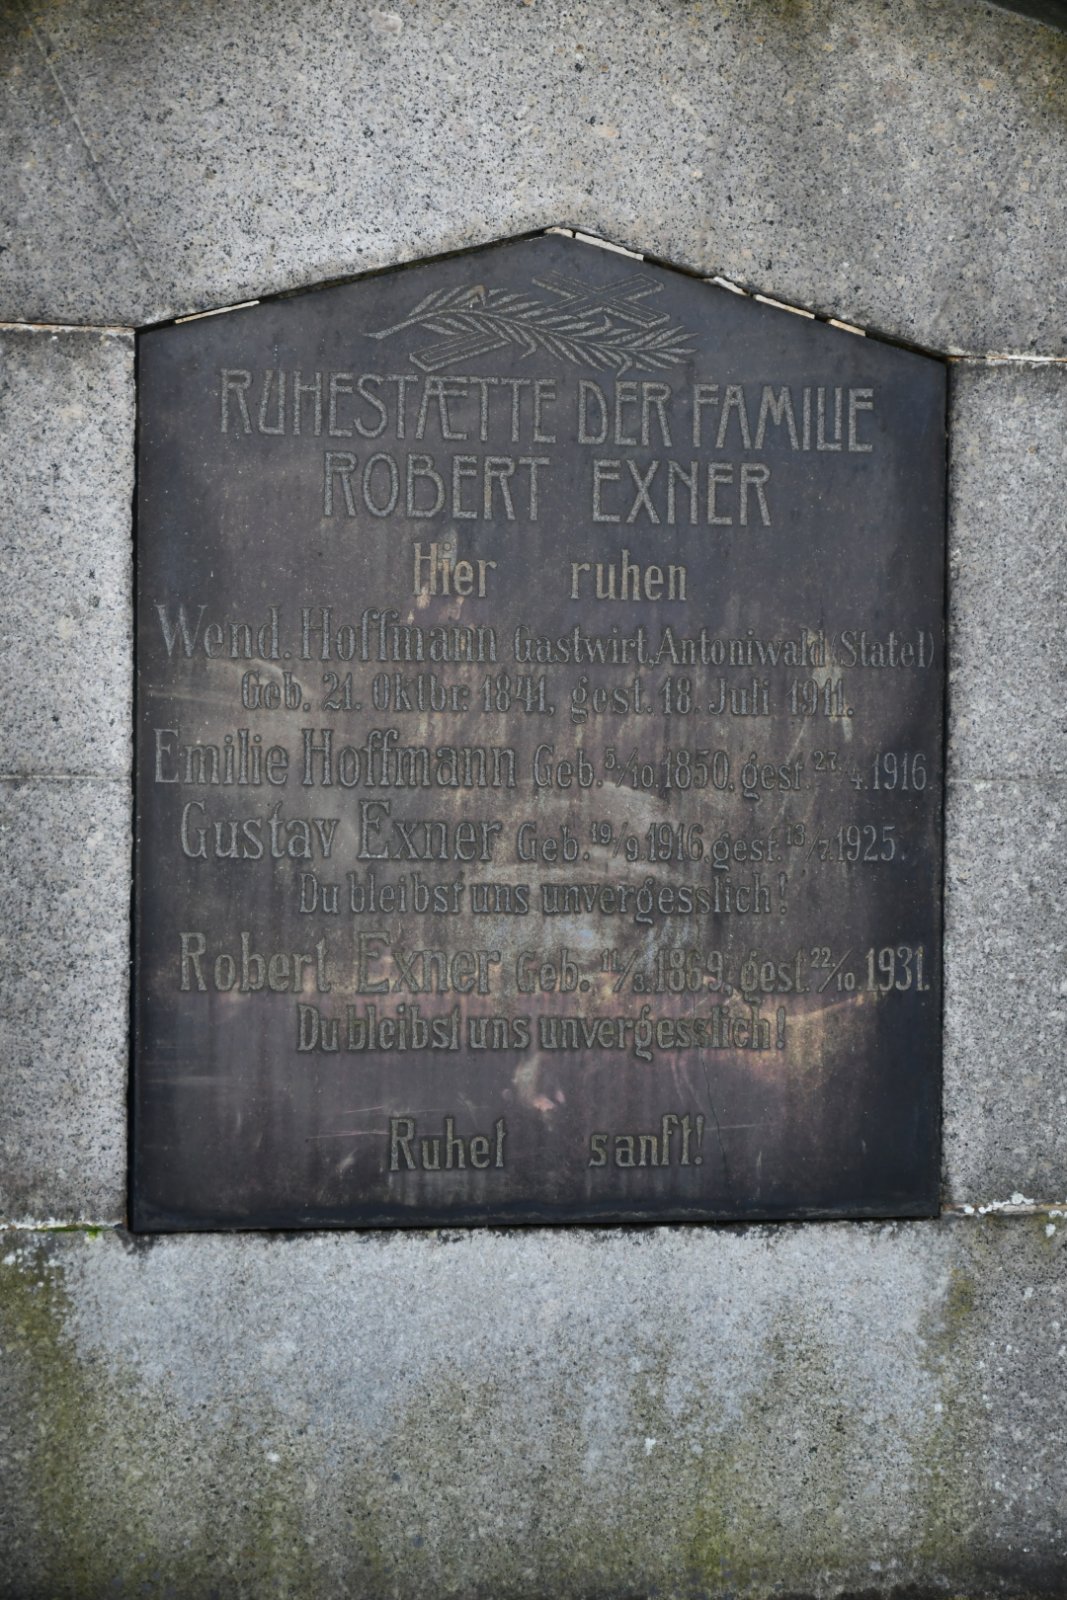 RUHESTÆTTE DER FAMILIE
ROBERT EXNER
Hier ruhen
Wend. Hoffmann Gastwirt, Antoniwald (Statel)
Geb. 21. Oktbr. 1841, gest. 18. Juli 1911.
Emilie Hoffmann Geb. 5/10. 1850, gest. 27/4. 1916.
Gustav Exner Geb. 19/9. 1916, gest. 13/7. 1925.
Du bleibst uns unvergesslich!
Robert Exner Geb. 11/3. 1869, gest. 22/10. 1931.
Du bleibst uns unvergesslich!
Ruhet sanft!